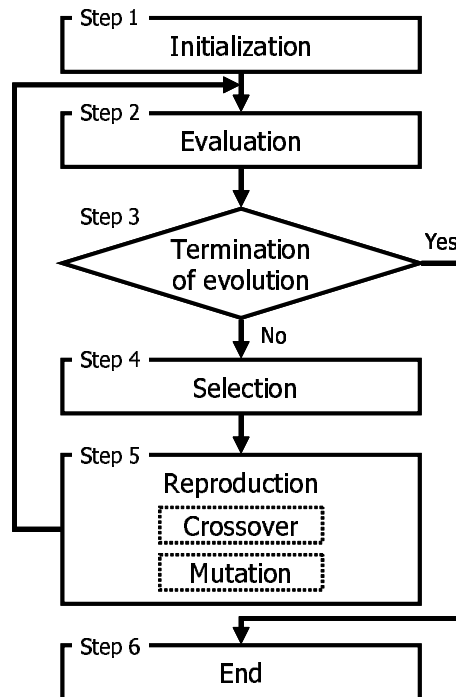 Step 1
Initialization
Step 2
Evaluation
Step 3
Termination
of evolution
Yes
No
Step 4
Selection
Step 5
Reproduction
Crossover
Mutation
Step 6
End